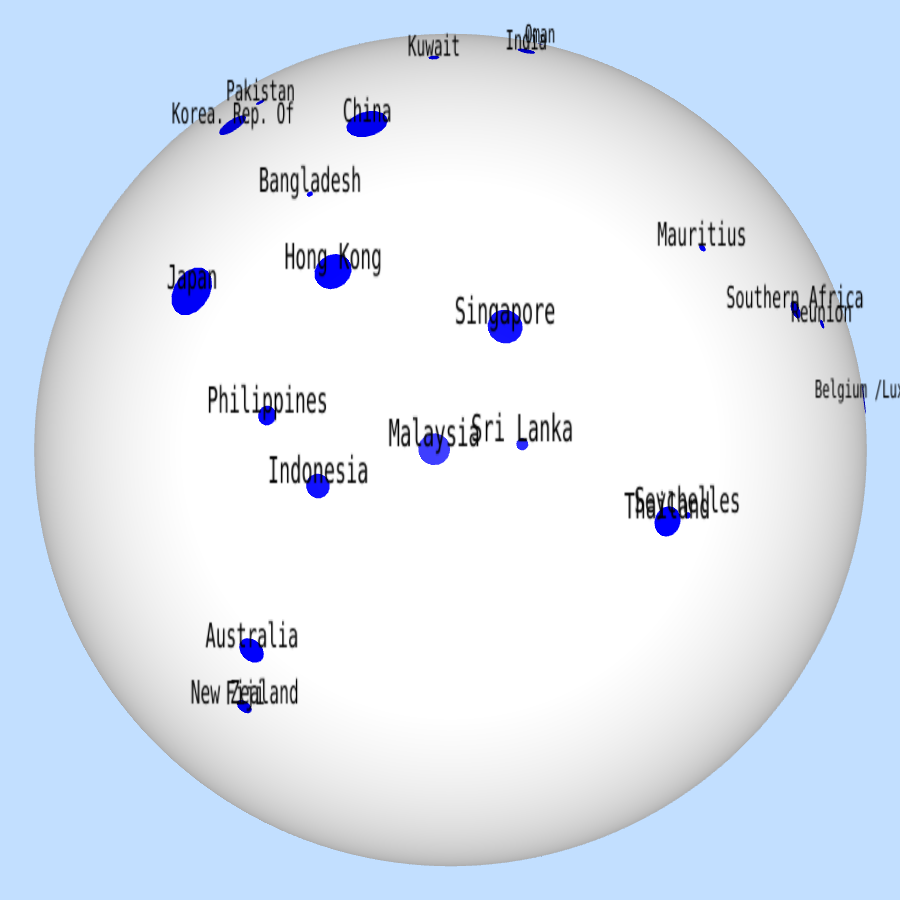 Oman
India
Kuwait
Pakistan
Korea. Rep. Of
China
Bangladesh
Mauritius
Hong Kong
Japan
Southern Africa
Reunion
Singapore
Belgium /Lux
Philippines
Malaysia
Sri Lanka
Indonesia
Seychelles
Thailand
Australia
New Zealand
Fiji